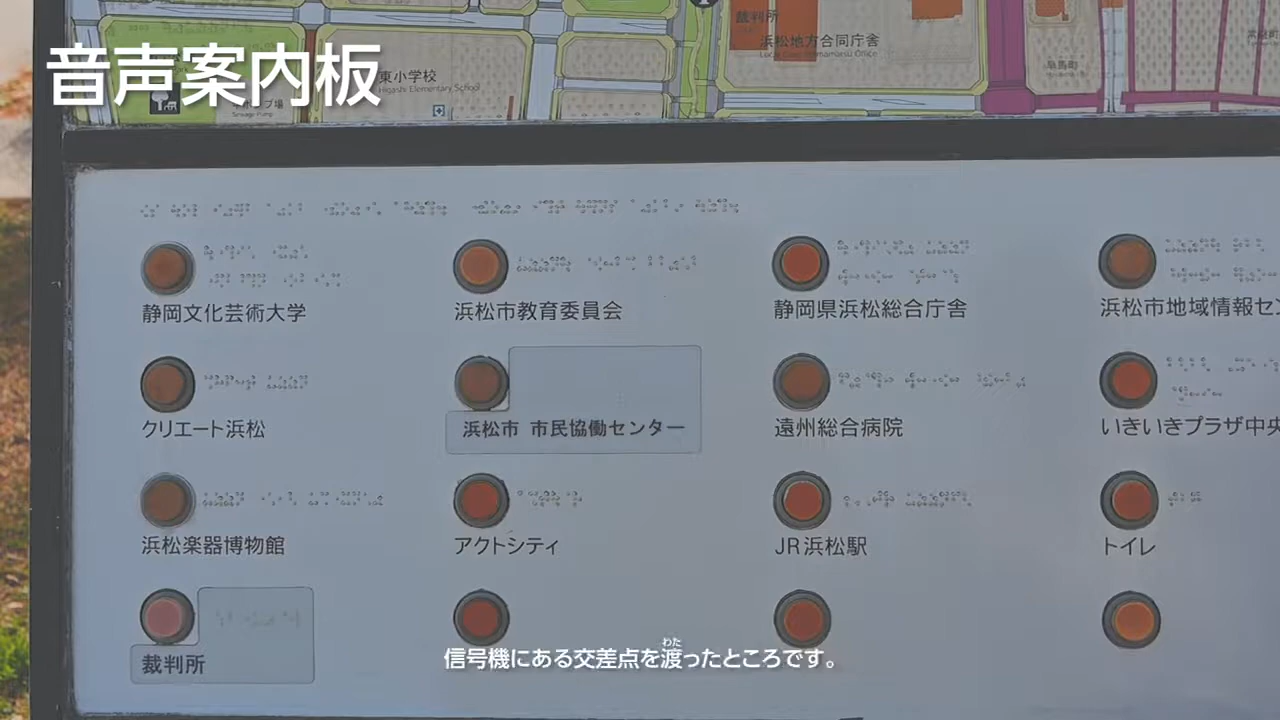 音声案内板
裁判所
浜松地方合同庁舎
東小学校
Higashi Elementary School
静岡文化芸術大学
浜松市教育委員会
静岡県浜松総合庁舎
浜松市地域情報セ
クリエート浜松
浜松市 市民協働センター
遠州総合病院
いきいきプラザ中央
浜松楽器博物館
アクトシティ
JR浜松駅
トイレ
裁判所
わた
信号機にある交差点を渡ったところです。